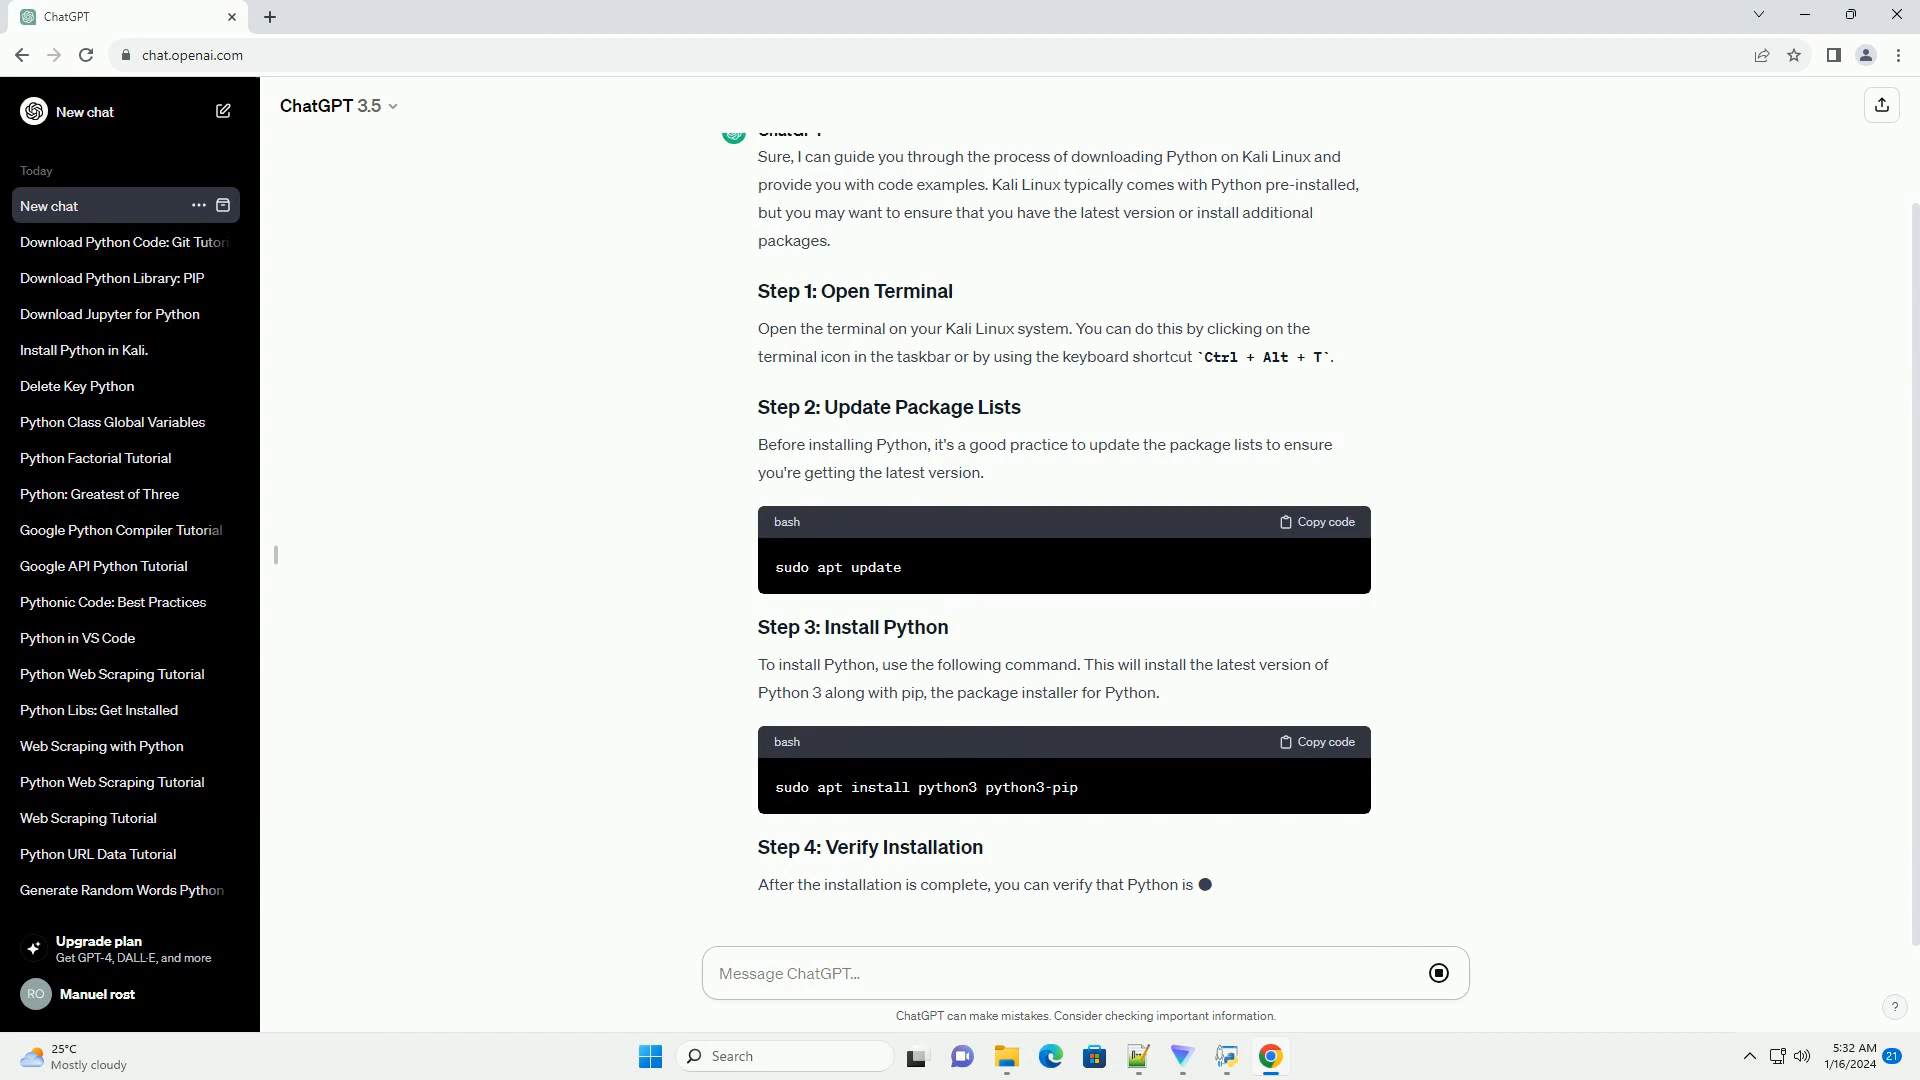 ChatGPT
chat.openai.com
New chat
ChatGPT 3.5
Today
New chat
Download Python Code: Git Tutori
Download Python Library: PIP
Download Jupyter for Python
Install Python in Kali.
Delete Key Python
Python Class Global Variables
Python Factorial Tutorial
Python: Greatest of Three
Google Python Compiler Tutorial
Google API Python Tutorial
Pythonic Code: Best Practices
Python in VS Code
Python Web Scraping Tutorial
Python Libs: Get Installed
Web Scraping with Python
Python Web Scraping Tutorial
Web Scraping Tutorial
Python URL Data Tutorial
Generate Random Words Python
Upgrade plan
Get GPT-4, DALL·E, and more
RO
Manuel rost
ChatGPT
Sure, I can guide you through the process of downloading Python on Kali Linux and
provide you with code examples. Kali Linux typically comes with Python pre-installed,
but you may want to ensure that you have the latest version or install additional
packages.
Step 1: Open Terminal
Open the terminal on your Kali Linux system. You can do this by clicking on the
terminal icon in the taskbar or by using the keyboard shortcut `Ctrl + Alt + T`.
Step 2: Update Package Lists
Before installing Python, it's a good practice to update the package lists to ensure
you're getting the latest version.
bash
Copy code
sudo apt update
Step 3: Install Python
To install Python, use the following command. This will install the latest version of
Python 3 along with pip, the package installer for Python.
bash
Copy code
sudo apt install python3 python3-pip
Step 4: Verify Installation
After the installation is complete, you can verify that Python is
Message ChatGPT...
ChatGPT can make mistakes. Consider checking important information.
?
25°C
Mostly cloudy
Search
5:32 AM
1/16/2024
21